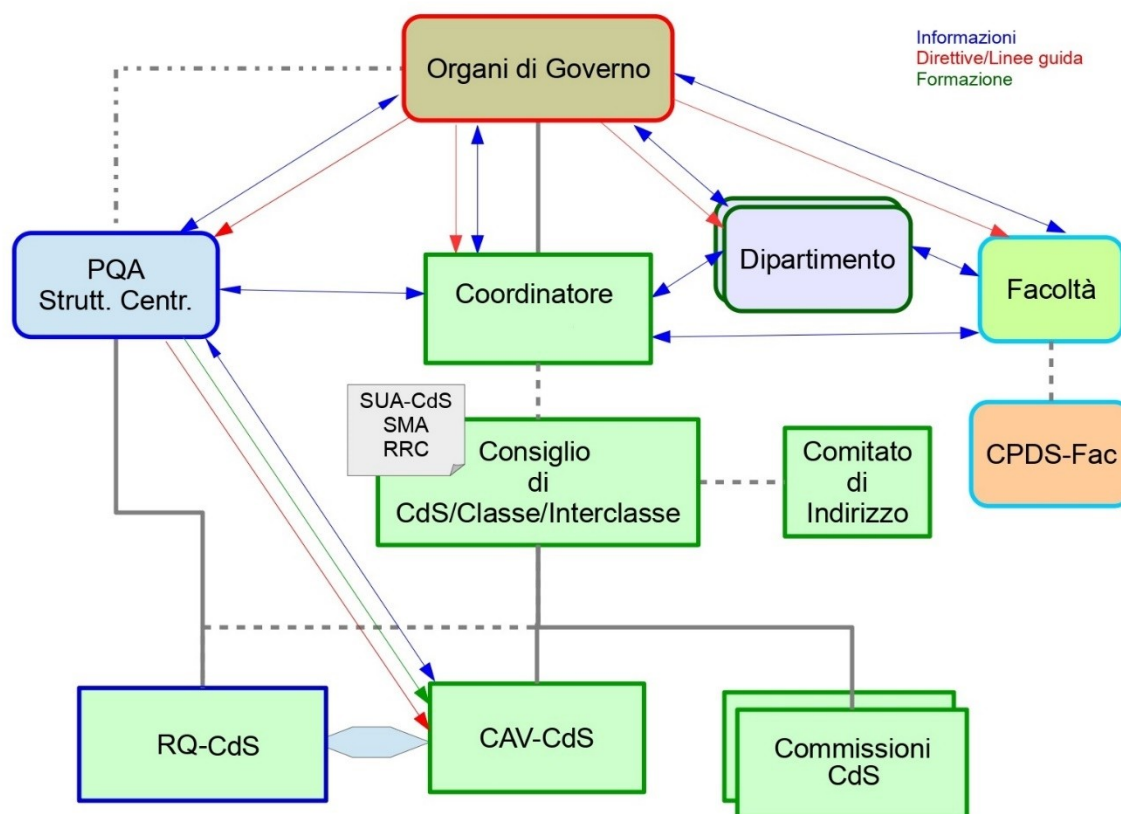 Organi di Governo
Informazioni
Direttive/Linee guida
Formazione
PQA
Strutt. Centr.
Coordinatore
Dipartimento
Facoltà
SUA-CdS
SMA
RRC
Consiglio
di
CdS/Classe/Interclasse
Comitato
di
Indirizzo
CPDS-Fac
RQ-CdS
CAV-CdS
Commissioni
CdS